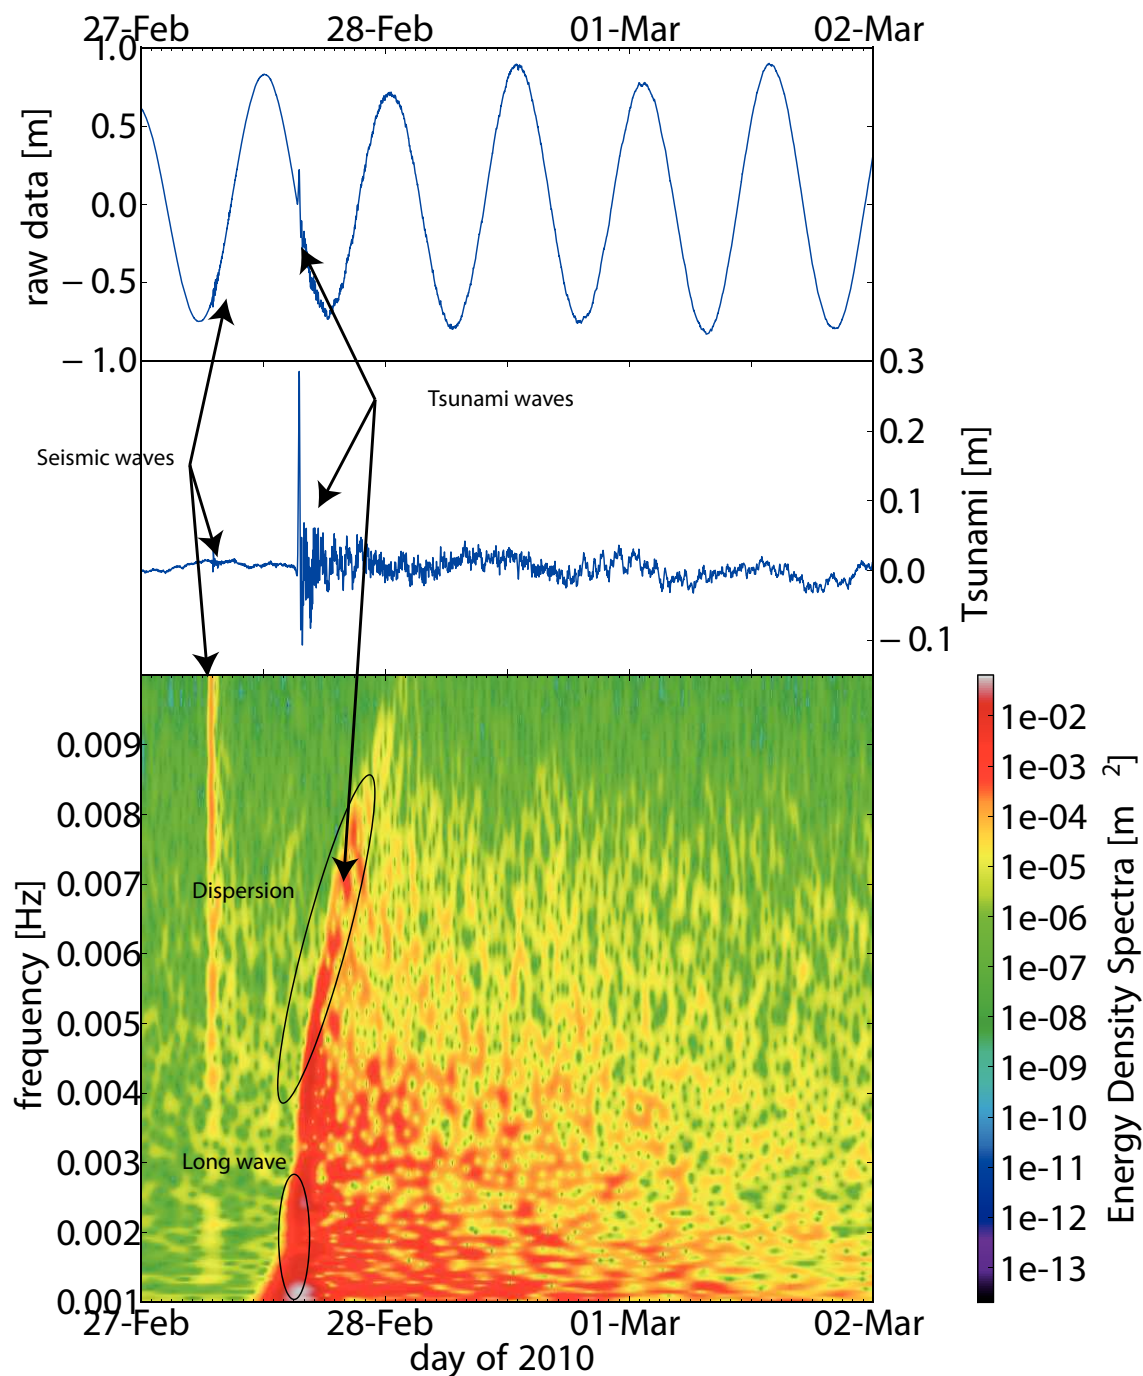 27-Feb 28-Feb 01-Mar 02-Mar
1.0
0.5
0.0
−0.5
−1.0
raw data [m]
0.3
0.2
0.1
0.0
−0.1
Tsunami [m]
Tsunami waves
Seismic waves
0.009
0.008
0.007
0.006
0.005
0.004
0.003
0.002
0.001
frequency [Hz]
Dispersion
Long wave
27-Feb 28-Feb 01-Mar 02-Mar
day of 2010
1e-02
1e-03
1e-04
1e-05
1e-06
1e-07
1e-08
1e-09
1e-10
1e-11
1e-12
1e-13
Energy Density Spectra [m 2]